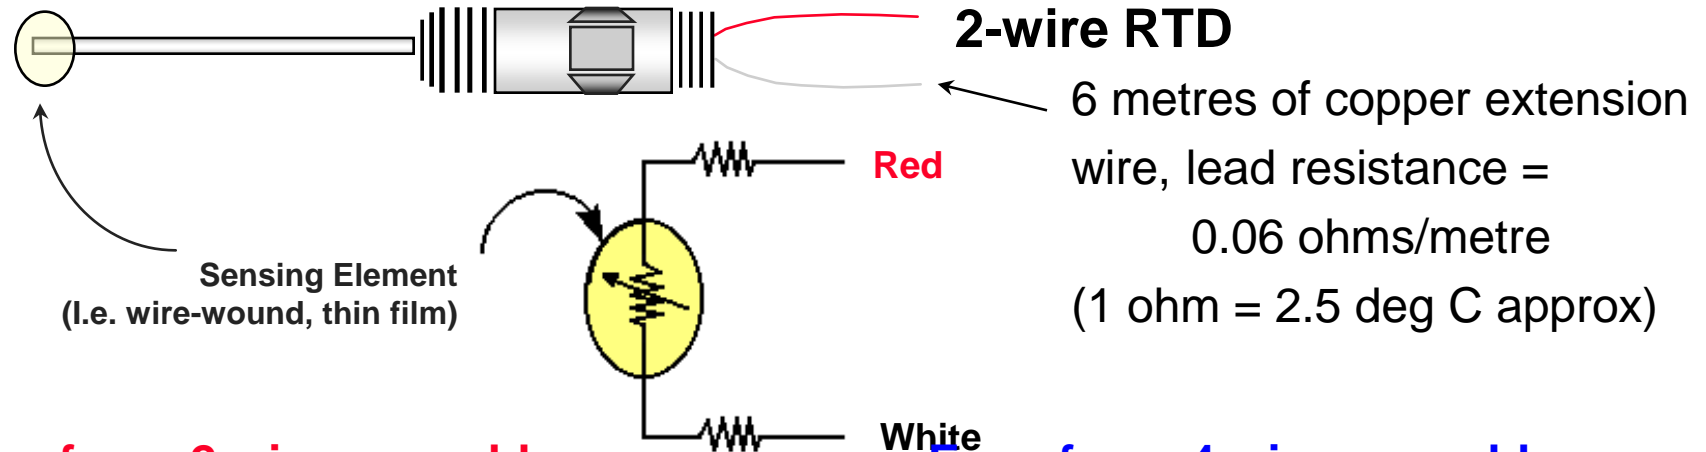 2-wire RTD
6 metres of copper extension
wire, lead resistance =
0.06 ohms/metre
(1 ohm = 2.5 deg C approx)
Red
Sensing Element
(I.e. wire-wound, thin film)
White